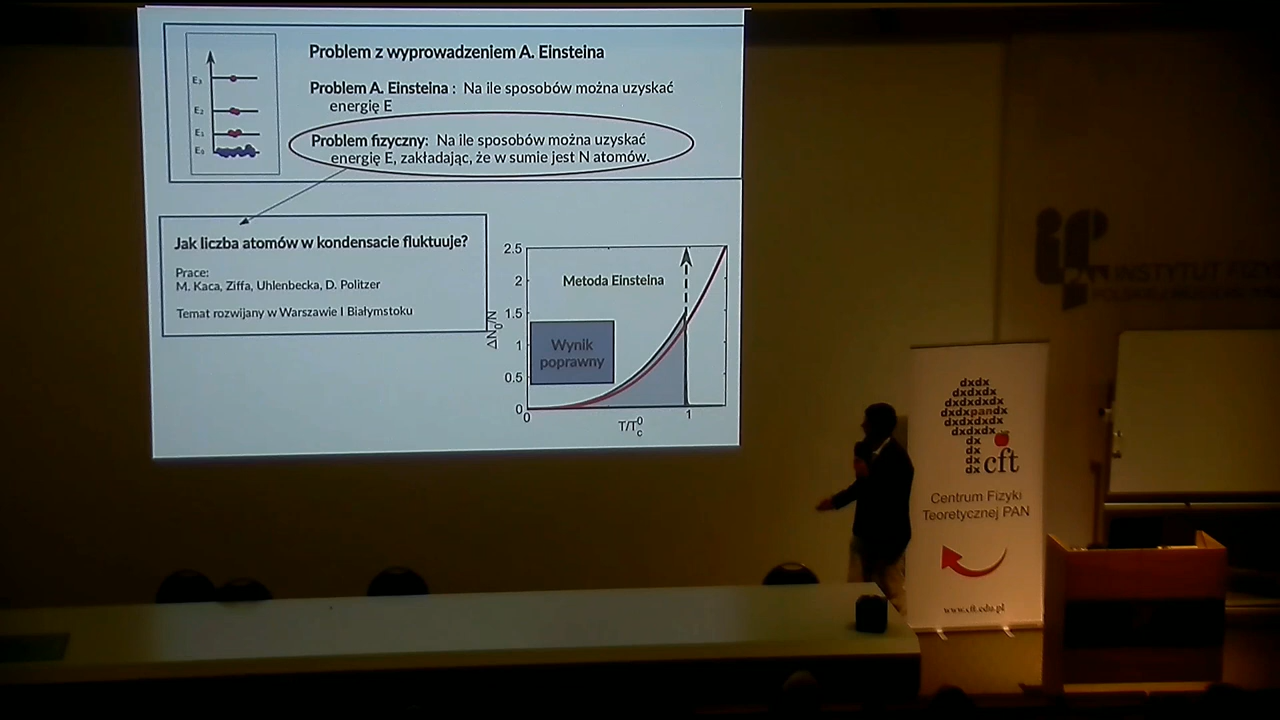 Problem z wyprowadzeniem A. Einsteina
E₃
E₂
E₁
E₀
Problem A. Einsteina : Na ile sposobów można uzyskać
energię E
Problem fizyczny: Na ile sposobów można uzyskać
energię E, zakładając, że w sumie jest N atomów.
Jak liczba atomów w kondensacie fluktuuje?
Prace:
M. Kaca, Ziffa, Uhlenbecka, D. Politzer
Temat rozwijany w Warszawie I Białymstoku
2.5
2
1.5
1
0.5
0
ΔN₀/N
Metoda Einsteina
Wynik
poprawny
0
1
T/T⁰c
if
INSTYTUT FIZY
dxdx
dxdxdx
dxdxdxdx
dxdxpandx
dxdxdxdx
dxdxdx
dx
dx
dx
dx cft
Centrum Fizyki
Teoretycznej PAN
www.cft.edu.pl